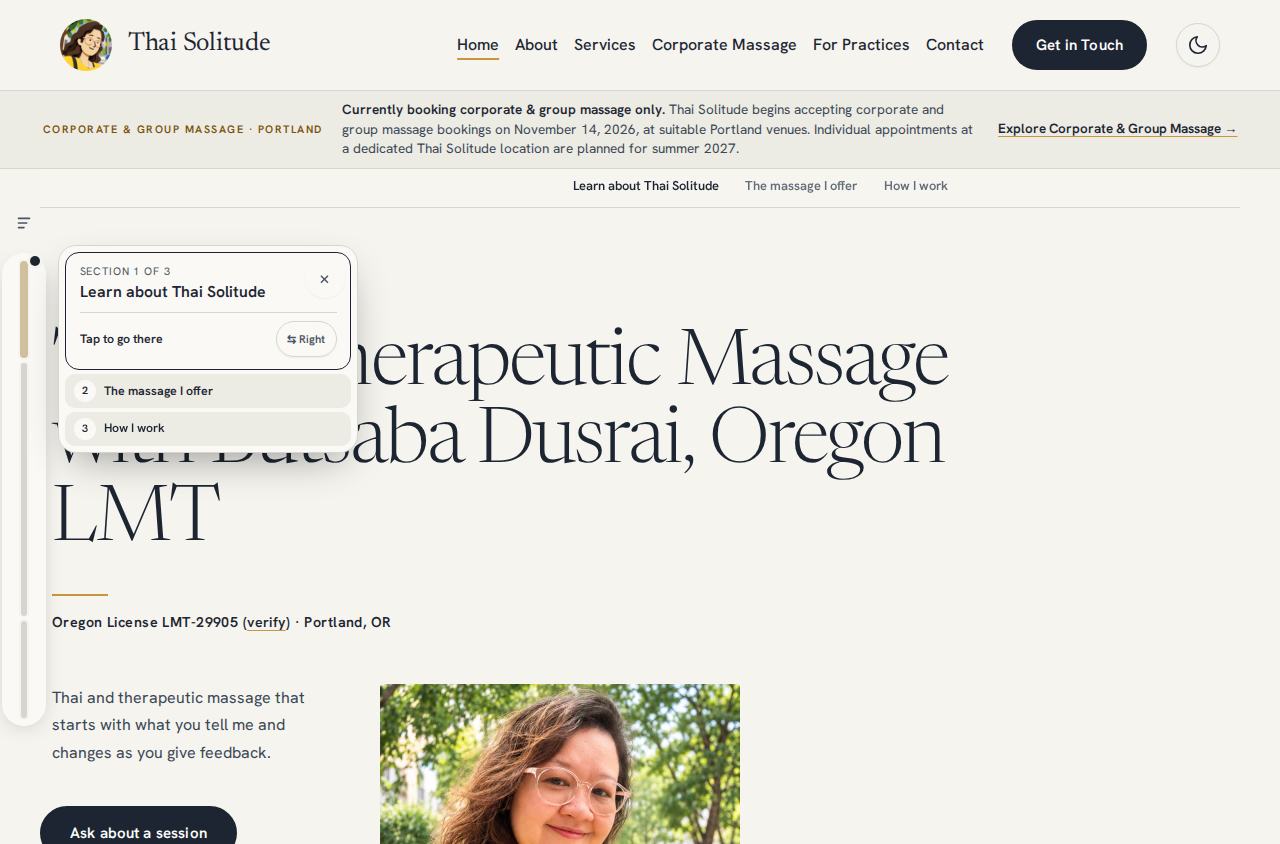 Thai Solitude
Home
About
Services
Corporate Massage
For Practices
Contact
Get in Touch
CORPORATE & GROUP MASSAGE · PORTLAND
Currently booking corporate & group massage only. Thai Solitude begins accepting corporate and
group massage bookings on November 14, 2026, at suitable Portland venues. Individual appointments at
a dedicated Thai Solitude location are planned for summer 2027.
Explore Corporate & Group Massage →
Learn about Thai Solitude
The massage I offer
How I work
SECTION 1 OF 3
Learn about Thai Solitude
×
Tap to go there
⇆ Right
2 The massage I offer
3 How I work
herapeutic Massage
aba Dusrai, Oregon
LMT
Oregon License LMT-29905 (verify) · Portland, OR
Thai and therapeutic massage that
starts with what you tell me and
changes as you give feedback.
Ask about a session